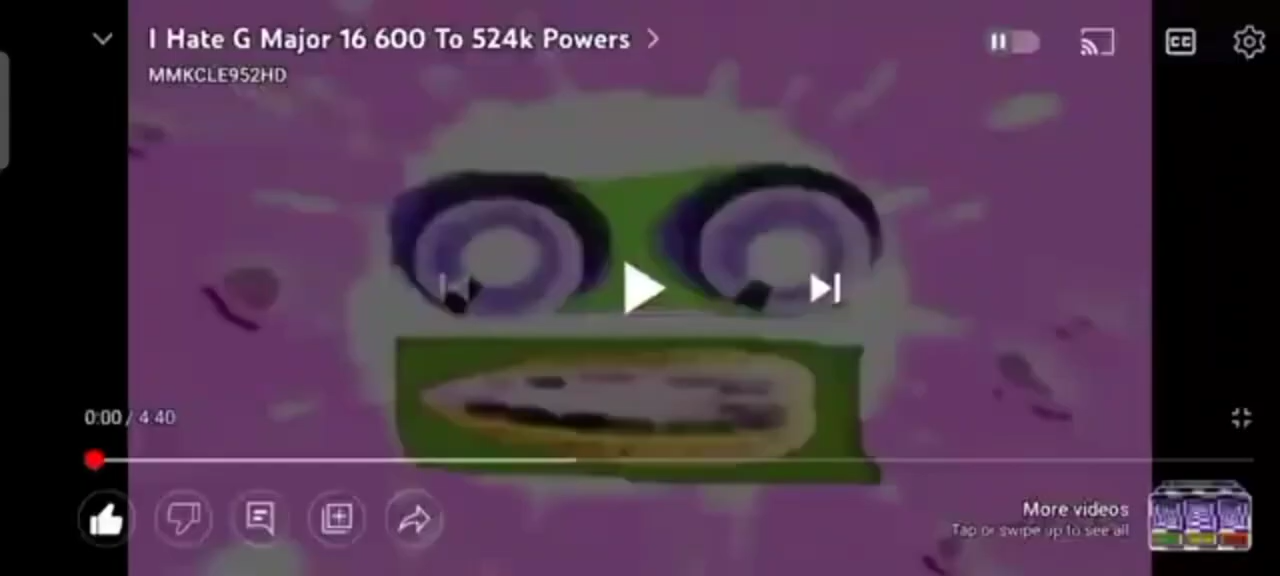 I Hate G Major 16 600 To 524k Powers
MMKCLE952HD
CC
0:00 / 4:40
More videos
Tap or swipe up to see all